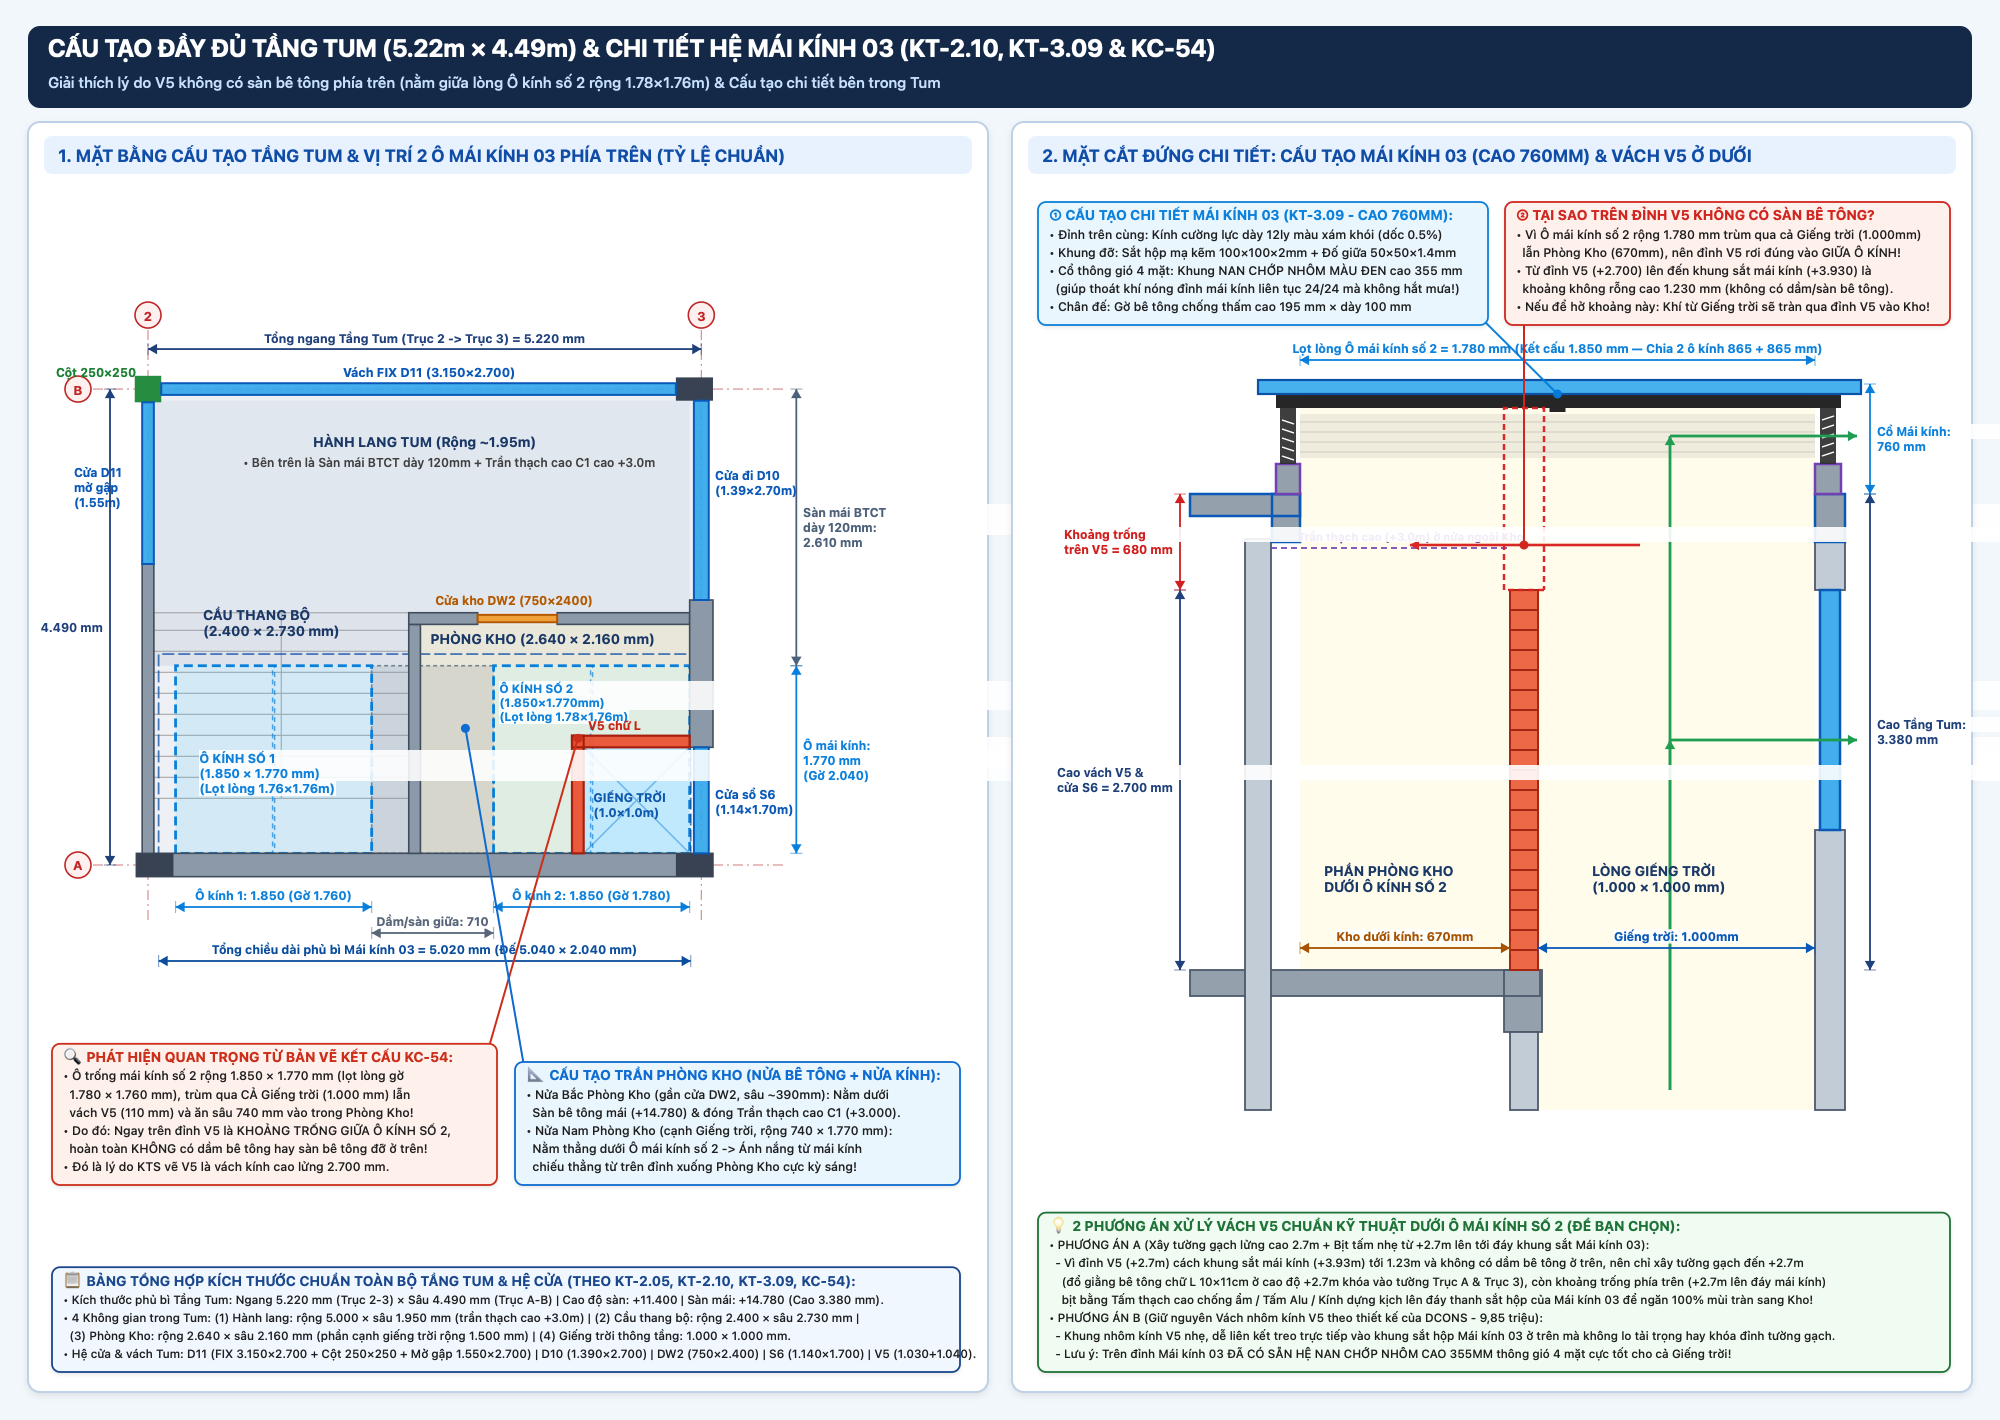 CẤU TẠO ĐẦY ĐỦ TẦNG TUM (5.22m × 4.49m) & CHI TIẾT HỆ MÁI KÍNH 03 (KT-2.10, KT-3.09 & KC-54)
Giải thích lý do V5 không có sàn bê tông phía trên (nằm giữa lòng Ô kính số 2 rộng 1.78×1.76m) & Cấu tạo chi tiết bên trong Tum
1. MẶT BẰNG CẤU TẠO TẦNG TUM & VỊ TRÍ 2 Ô MÁI KÍNH 03 PHÍA TRÊN (TỶ LỆ CHUẨN)
2
3
Tổng ngang Tầng Tum (Trục 2 -> Trục 3) = 5.220 mm
Cột 250×250
B
Vách FIX D11 (3.150×2.700)
HÀNH LANG TUM (Rộng ~1.95m)
• Bên trên là Sàn mái BTCT dày 120mm + Trần thạch cao C1 cao +3.0m
Cửa D11
mở gập
(1.55m)
Cửa đi D10
(1.39×2.70m)
Sàn mái BTCT
dày 120mm:
2.610 mm
Cửa kho DW2 (750×2400)
CẦU THANG BỘ
(2.400 × 2.730 mm)
4.490 mm
PHÒNG KHO (2.640 × 2.160 mm)
Ô KÍNH SỐ 2
(1.850×1.770mm)
(Lọt lòng 1.78×1.76m)
V5 chữ L
Ô KÍNH SỐ 1
(1.850 × 1.770 mm)
(Lọt lòng 1.76×1.76m)
Ô mái kính:
1.770 mm
(Gờ 2.040)
GIẾNG TRỜI
(1.0×1.0m)
Cửa sổ S6
(1.14×1.70m)
A
Ô kính 1: 1.850 (Gờ 1.760)
Ô kính 2: 1.850 (Gờ 1.780)
Dầm/sàn giữa: 710
Tổng chiều dài phủ bì Mái kính 03 = 5.020 mm (Đế 5.040 × 2.040 mm)
🔍 PHÁT HIỆN QUAN TRỌNG TỪ BẢN VẼ KẾT CẤU KC-54:
• Ô trống mái kính số 2 rộng 1.850 × 1.770 mm (lọt lòng gờ
1.780 × 1.760 mm), trùm qua CẢ Giếng trời (1.000 mm) lẫn
vách V5 (110 mm) và ăn sâu 740 mm vào trong Phòng Kho!
• Do đó: Ngay trên đỉnh V5 là KHOẢNG TRỐNG GIỮA Ô KÍNH SỐ 2,
hoàn toàn KHÔNG có dầm bê tông hay sàn bê tông đỡ ở trên!
• Đó là lý do KTS vẽ V5 là vách kính cao lửng 2.700 mm.
📐 CẤU TẠO TRẦN PHÒNG KHO (NỬA BÊ TÔNG + NỬA KÍNH):
• Nửa Bắc Phòng Kho (gần cửa DW2, sâu ~390mm): Nằm dưới
Sàn bê tông mái (+14.780) & đóng Trần thạch cao C1 (+3.000).
• Nửa Nam Phòng Kho (cạnh Giếng trời, rộng 740 × 1.770 mm):
Nằm thẳng dưới Ô mái kính số 2 -> Ánh nắng từ mái kính
chiếu thẳng từ trên đỉnh xuống Phòng Kho cực kỳ sáng!
📋 BẢNG TỔNG HỢP KÍCH THƯỚC CHUẨN TOÀN BỘ TẦNG TUM & HỆ CỬA (THEO KT-2.05, KT-2.10, KT-3.09, KC-54):
• Kích thước phủ bì Tầng Tum: Ngang 5.220 mm (Trục 2-3) × Sâu 4.490 mm (Trục A-B) | Cao độ sàn: +11.400 | Sàn mái: +14.780 (Cao 3.380 mm).
• 4 Không gian trong Tum: (1) Hành lang: rộng 5.000 × sâu 1.950 mm (trần thạch cao +3.0m) | (2) Cầu thang bộ: rộng 2.400 × sâu 2.730 mm |
(3) Phòng Kho: rộng 2.640 × sâu 2.160 mm (phần cạnh giếng trời rộng 1.500 mm) | (4) Giếng trời thông tầng: 1.000 × 1.000 mm.
• Hệ cửa & vách Tum: D11 (FIX 3.150×2.700 + Cột 250×250 + Mở gập 1.550×2.700) | D10 (1.390×2.700) | DW2 (750×2.400) | S6 (1.140×1.700) | V5 (1.030+1.040).
2. MẶT CẮT ĐỨNG CHI TIẾT: CẤU TẠO MÁI KÍNH 03 (CAO 760MM) & VÁCH V5 Ở DƯỚI
① CẤU TẠO CHI TIẾT MÁI KÍNH 03 (KT-3.09 - CAO 760MM):
• Đỉnh trên cùng: Kính cường lực dày 12ly màu xám khói (dốc 0.5%)
• Khung đỡ: Sắt hộp mạ kẽm 100×100×2mm + Đố giữa 50×50×1.4mm
• Cổ thông gió 4 mặt: Khung NAN CHỚP NHÔM MÀU ĐEN cao 355 mm
(giúp thoát khí nóng đỉnh mái kính liên tục 24/24 mà không hắt mưa!)
• Chân đế: Gờ bê tông chống thấm cao 195 mm × dày 100 mm
② TẠI SAO TRÊN ĐỈNH V5 KHÔNG CÓ SÀN BÊ TÔNG?
• Vì Ô mái kính số 2 rộng 1.780 mm trùm qua cả Giếng trời (1.000mm)
lẫn Phòng Kho (670mm), nên đỉnh V5 rơi đúng vào GIỮA Ô KÍNH!
• Từ đỉnh V5 (+2.700) lên đến khung sắt mái kính (+3.930) là
khoảng không rỗng cao 1.230 mm (không có dầm/sàn bê tông).
• Nếu để hở khoảng này: Khí từ Giếng trời sẽ tràn qua đỉnh V5 vào Kho!
Lọt lòng Ô mái kính số 2 = 1.780 mm (Kết cấu 1.850 mm — Chia 2 ô kính 865 + 865 mm)
Cổ Mái kính:
760 mm
Khoảng trống
trên V5 = 680 mm
Trần thạch cao (+3.0m) ở nửa ngoài Kho
Cao Tầng Tum:
3.380 mm
Cao vách V5 &
cửa S6 = 2.700 mm
PHẦN PHÒNG KHO
DƯỚI Ô KÍNH SỐ 2
LÒNG GIẾNG TRỜI
(1.000 × 1.000 mm)
Kho dưới kính: 670mm
Giếng trời: 1.000mm
💡 2 PHƯƠNG ÁN XỬ LÝ VÁCH V5 CHUẨN KỸ THUẬT DƯỚI Ô MÁI KÍNH SỐ 2 (ĐỂ BẠN CHỌN):
• PHƯƠNG ÁN A (Xây tường gạch lửng cao 2.7m + Bịt tấm nhẹ từ +2.7m lên tới đáy khung sắt Mái kính 03):
- Vì đỉnh V5 (+2.7m) cách khung sắt mái kính (+3.93m) tới 1.23m và không có dầm bê tông ở trên, nên chỉ xây tường gạch đến +2.7m
(đổ giằng bê tông chữ L 10×11cm ở cao độ +2.7m khóa vào tường Trục A & Trục 3), còn khoảng trống phía trên (+2.7m lên đáy mái kính)
bịt bằng Tấm thạch cao chống ẩm / Tấm Alu / Kính dựng kịch lên đáy thanh sắt hộp của Mái kính 03 để ngăn 100% mùi tràn sang Kho!
• PHƯƠNG ÁN B (Giữ nguyên Vách nhôm kính V5 theo thiết kế của DCONS - 9,85 triệu):
- Khung nhôm kính V5 nhẹ, dễ liên kết treo trực tiếp vào khung sắt hộp Mái kính 03 ở trên mà không lo tải trọng hay khóa đỉnh tường gạch.
- Lưu ý: Trên đỉnh Mái kính 03 ĐÃ CÓ SẴN HỆ NAN CHỚP NHÔM CAO 355MM thông gió 4 mặt cực tốt cho cả Giếng trời!